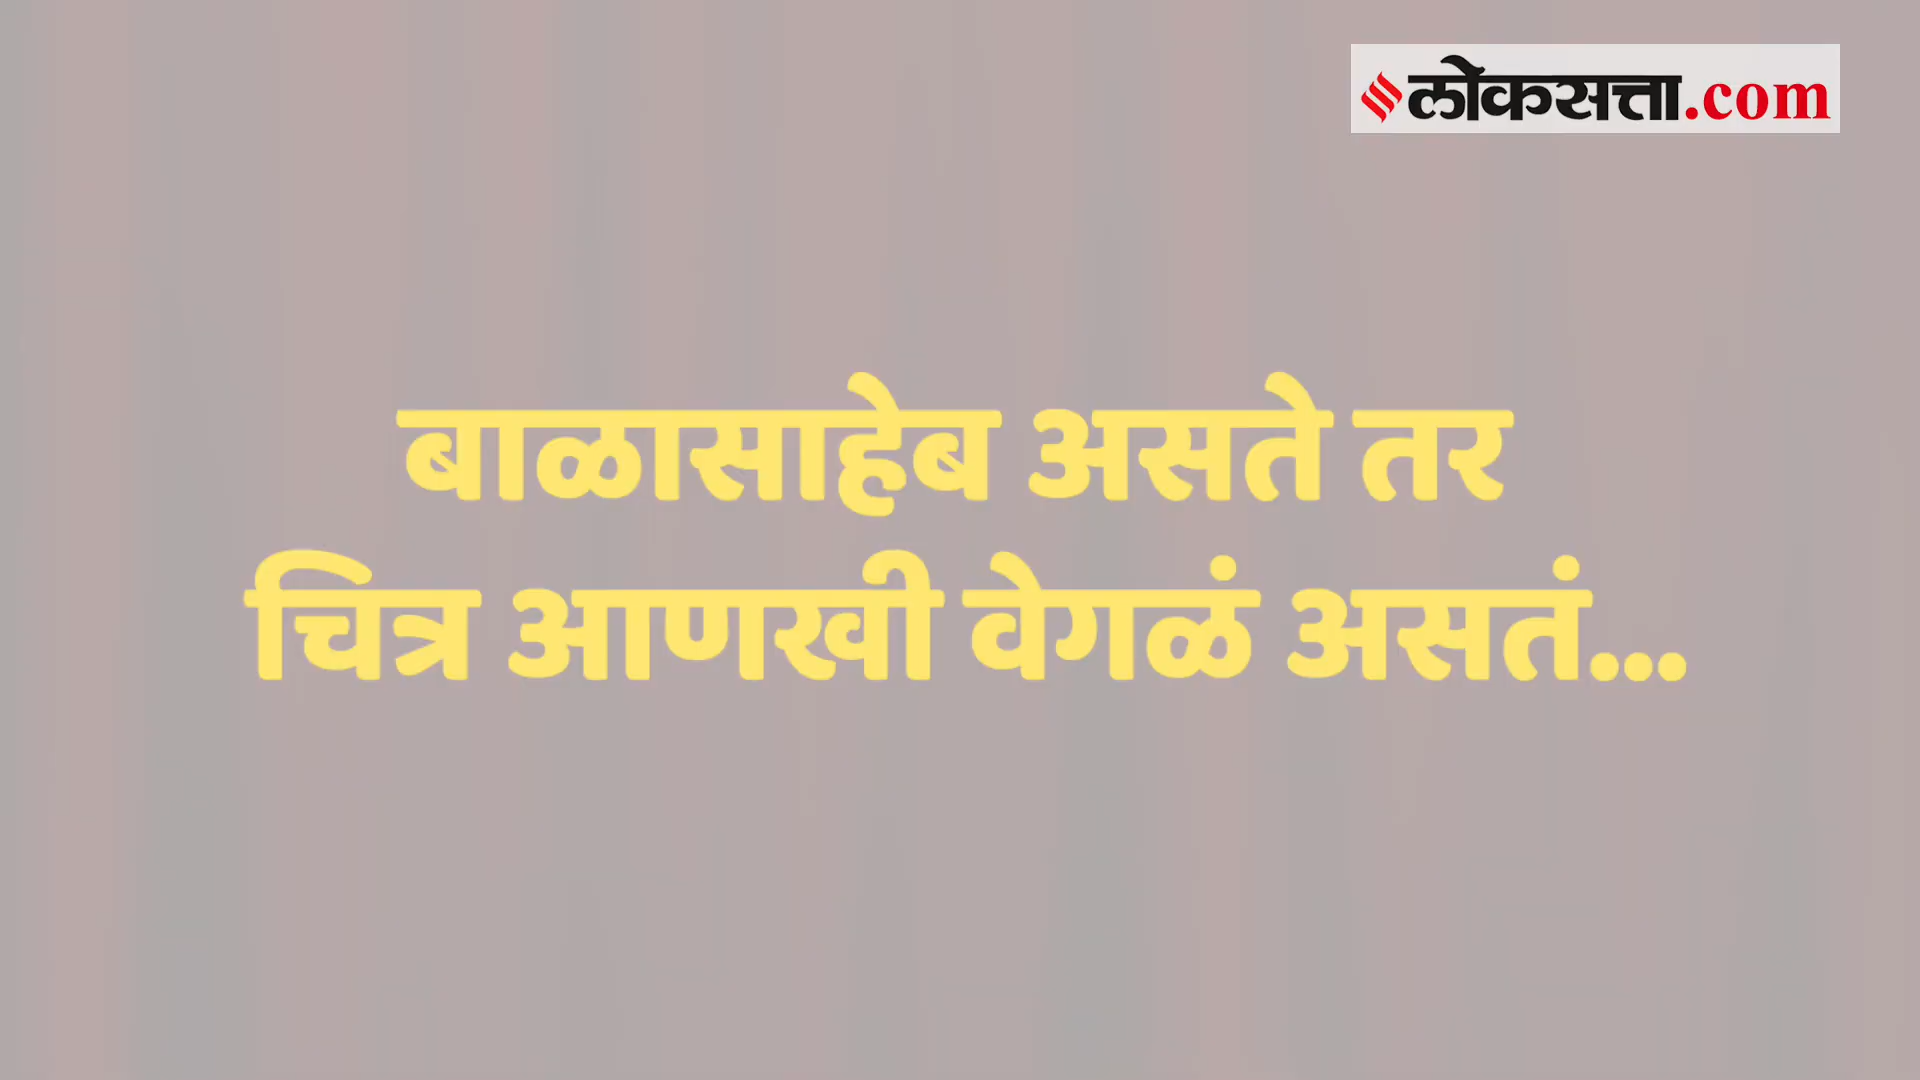 लोकसत्ता.com
बाळासाहेब असते तर
चित्र आणखी वेगळं असतं...